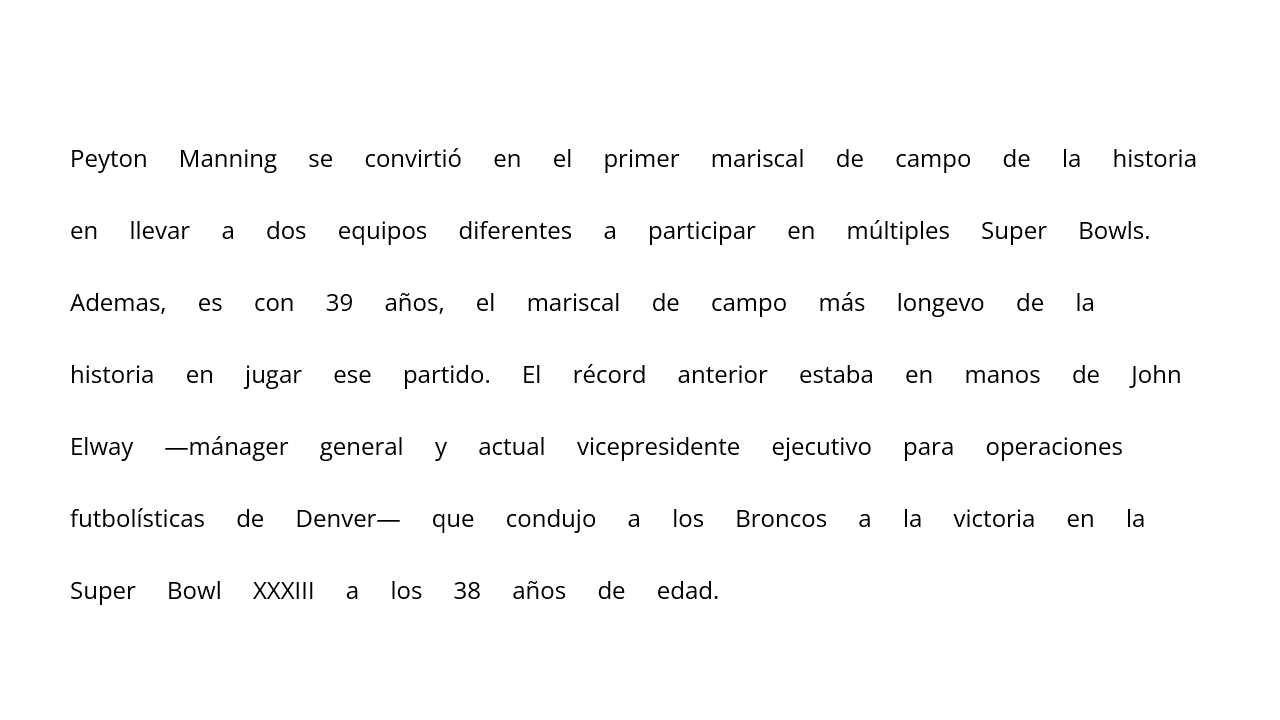 Peyton Manning se convirtió en el primer mariscal de campo de la historia
en llevar a dos equipos diferentes a participar en múltiples Super Bowls.
Ademas, es con 39 años, el mariscal de campo más longevo de la
historia en jugar ese partido. El récord anterior estaba en manos de John
Elway —mánager general y actual vicepresidente ejecutivo para operaciones
futbolísticas de Denver— que condujo a los Broncos a la victoria en la
Super Bowl XXXIII a los 38 años de edad.